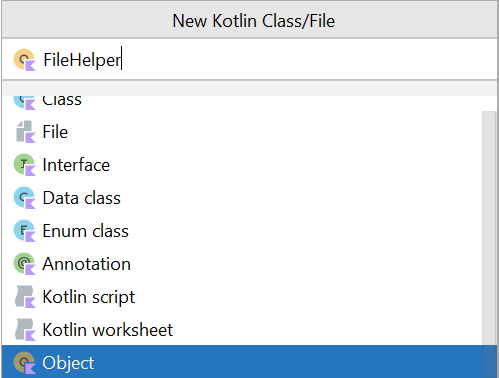 New Kotlin Class/File
FileHelper
Class
File
Interface
Data class
Enum class
Annotation
Kotlin script
Kotlin worksheet
Object